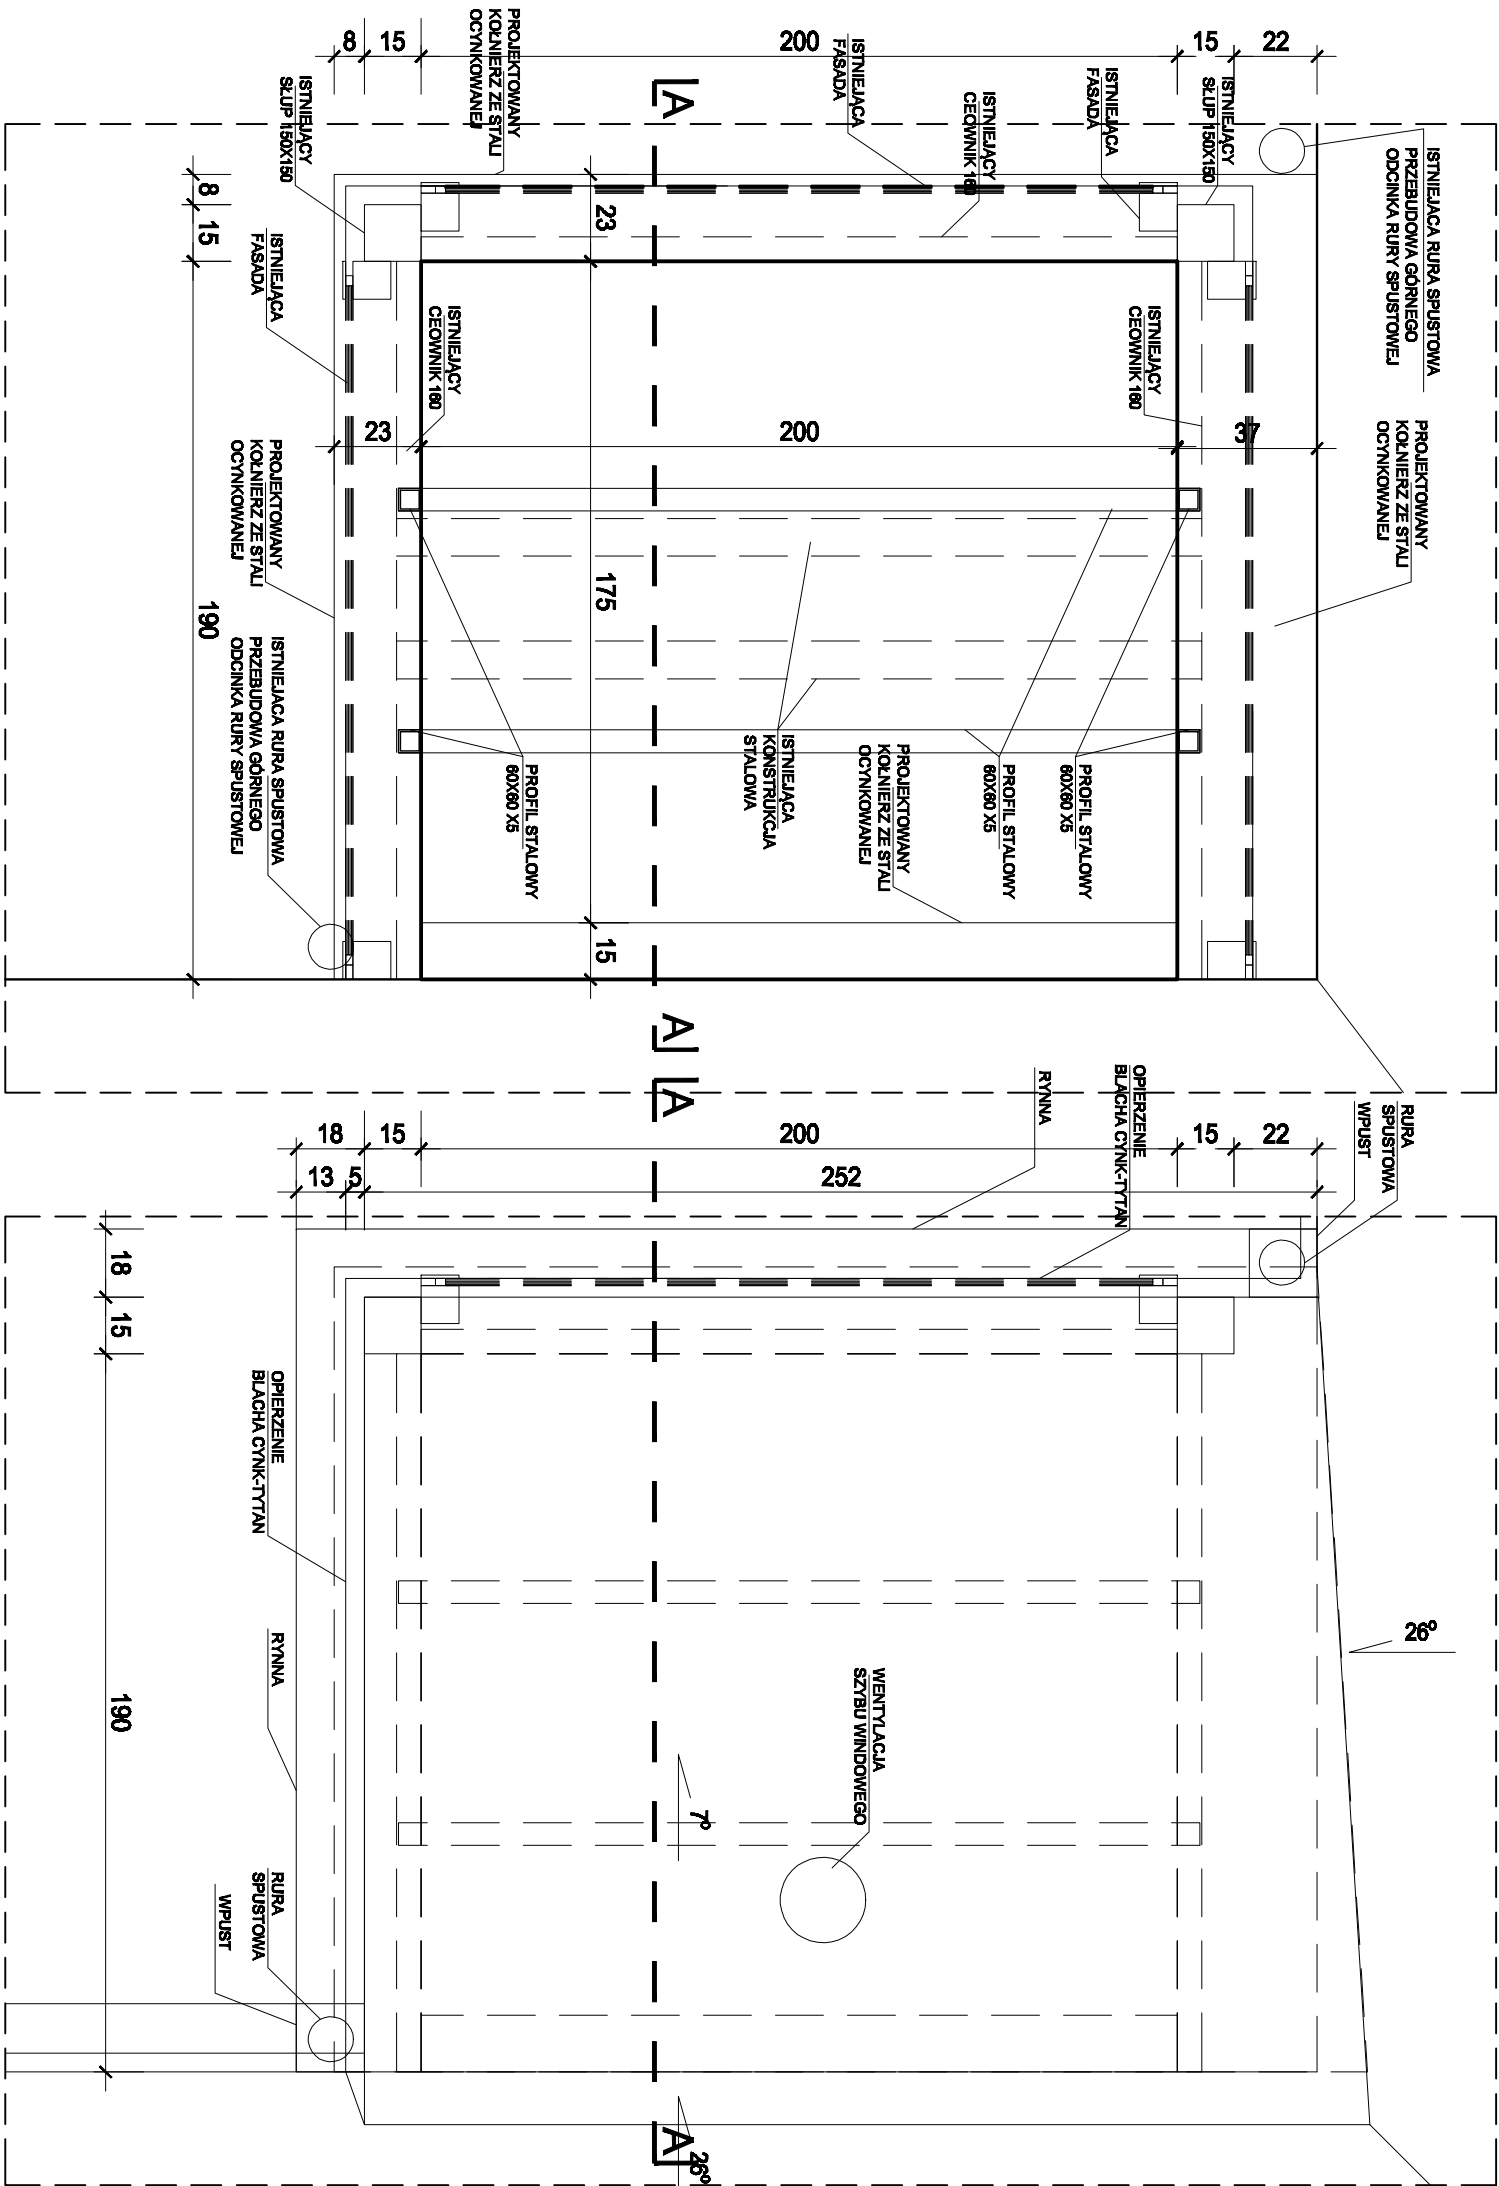 8
15
200
15
22
PROJEKTOWANY
KOŁNIERZ ZE STALI
OCYNKOWANEJ
ISTNIEJĄCY
SŁUP 150X150
A
ISTNIEJĄCA
FASADA
ISTNIEJĄCY
CEOWNIK 160
ISTNIEJĄCA
FASADA
ISTNIEJĄCY
SŁUP 150X150
ISTNIEJACA RURA SPUSTOWA
PRZEBUDOWA GÓRNEGO
ODCINKA RURY SPUSTOWEJ
8
15
23
ISTNIEJĄCA
FASADA
ISTNIEJĄCY
CEOWNIK 160
ISTNIEJĄCY
CEOWNIK 160
23
200
37
PROJEKTOWANY
KOŁNIERZ ZE STALI
OCYNKOWANEJ
PROJEKTOWANY
KOŁNIERZ ZE STALI
OCYNKOWANEJ
190
175
ISTNIEJACA RURA SPUSTOWA
PRZEBUDOWA GÓRNEGO
ODCINKA RURY SPUSTOWEJ
PROFIL STALOWY
60X60 X5
ISTNIEJĄCA
KONSTRUKCJA
STALOWA
PROJEKTOWANY
KOŁNIERZ ZE STALI
OCYNKOWANEJ
PROFIL STALOWY
60X60 X5
PROFIL STALOWY
60X60 X5
15
A
A
RYNNA
OPIERZENIE
BLACHA CYNK-TYTAN
RURA
SPUSTOWA
WPUST
18
15
200
15
22
13
5
252
18
15
OPIERZENIE
BLACHA CYNK-TYTAN
26°
RYNNA
190
WENTYLACJA
SZYBU WINDOWEGO
7°
RURA
SPUSTOWA
WPUST
A
26°